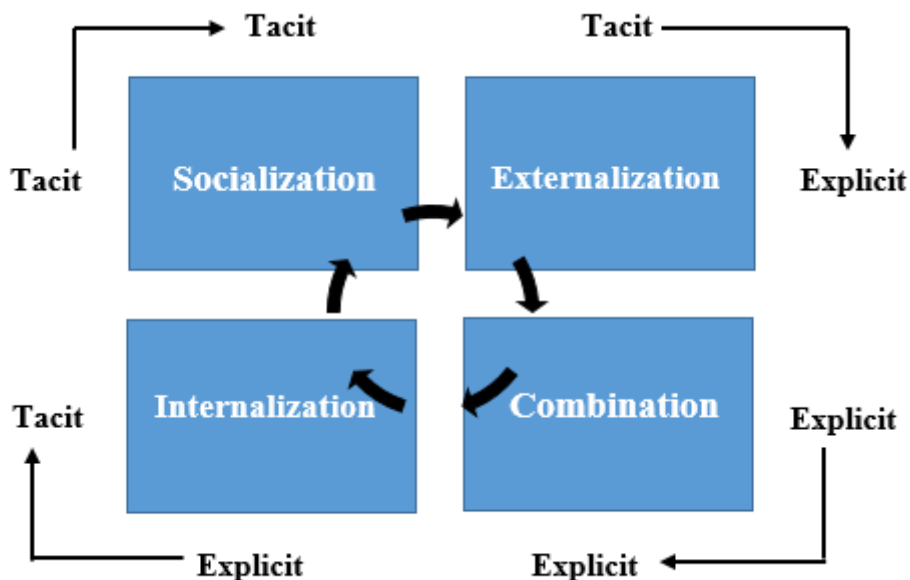 Tacit
Tacit
Tacit
Socialization
Externalization
Explicit
Tacit
Internalization
Combination
Explicit
Explicit
Explicit